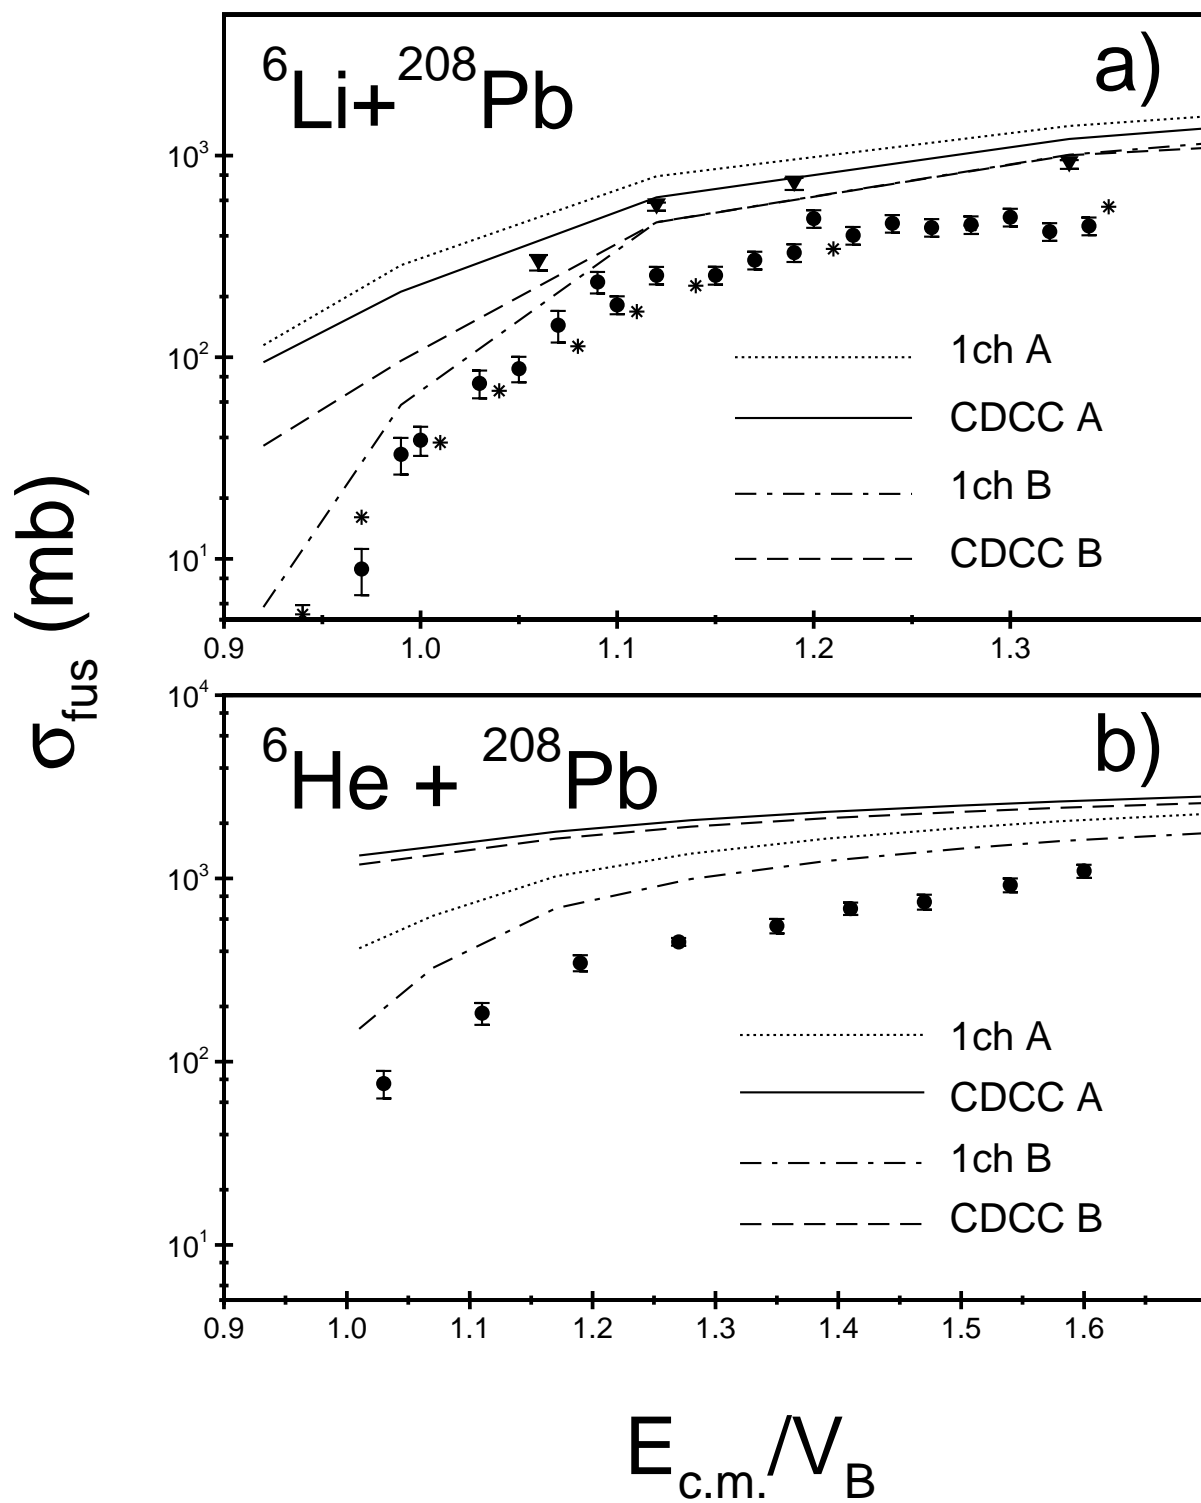 ⁶Li+²⁰⁸Pb
a)
10³
10²
10¹
1ch A
CDCC A
1ch B
CDCC B
0.9 1.0 1.1 1.2 1.3
σfus (mb)
⁶He + ²⁰⁸Pb
b)
10⁴
10³
10²
10¹
1ch A
CDCC A
1ch B
CDCC B
0.9 1.0 1.1 1.2 1.3 1.4 1.5 1.6
Ec.m./VB